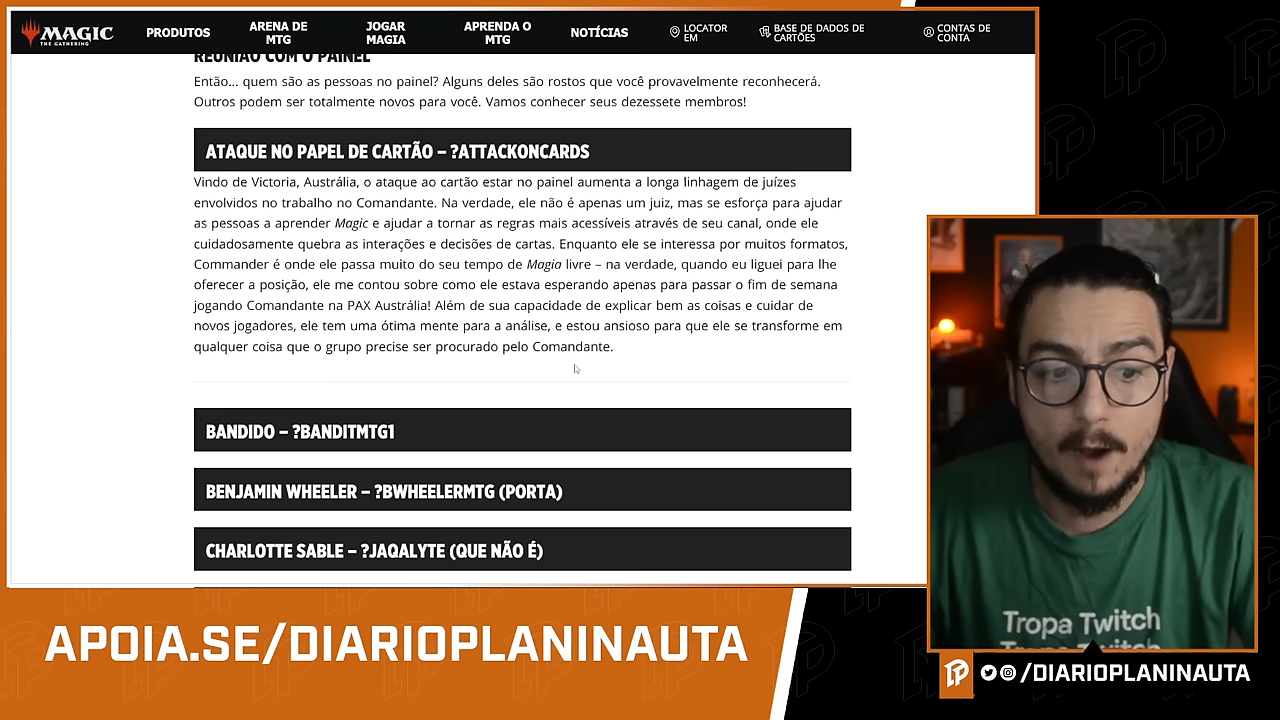 MAGIC
THE GATHERING
PRODUTOS
ARENA DE
MTG
JOGAR
MAGIA
APRENDA O
MTG
NOTÍCIAS
LOCATOR
EM
BASE DE DADOS DE
CARTÕES
CONTAS DE
CONTA
REUNIÃO COM O PAINEL
Então... quem são as pessoas no painel? Alguns deles são rostos que você provavelmente reconhecerá.
Outros podem ser totalmente novos para você. Vamos conhecer seus dezessete membros!
ATAQUE NO PAPEL DE CARTÃO – ?ATTACKONCARDS
Vindo de Victoria, Austrália, o ataque ao cartão estar no painel aumenta a longa linhagem de juízes
envolvidos no trabalho no Comandante. Na verdade, ele não é apenas um juiz, mas se esforça para ajudar
as pessoas a aprender Magic e ajudar a tornar as regras mais acessíveis através de seu canal, onde ele
cuidadosamente quebra as interações e decisões de cartas. Enquanto ele se interessa por muitos formatos,
Commander é onde ele passa muito do seu tempo de Magia livre – na verdade, quando eu liguei para lhe
oferecer a posição, ele me contou sobre como ele estava esperando apenas para passar o fim de semana
jogando Comandante na PAX Austrália! Além de sua capacidade de explicar bem as coisas e cuidar de
novos jogadores, ele tem uma ótima mente para a análise, e estou ansioso para que ele se transforme em
qualquer coisa que o grupo precise ser procurado pelo Comandante.
BANDIDO – ?BANDITMTG1
BENJAMIN WHEELER – ?BWHEELERMTG (PORTA)
CHARLOTTE SABLE – ?JAQALYTE (QUE NÃO É)
Tropa Twitch
Tropa Twitch
APOIA.SE/DIARIOPLANINAUTA
/DIARIOPLANINAUTA